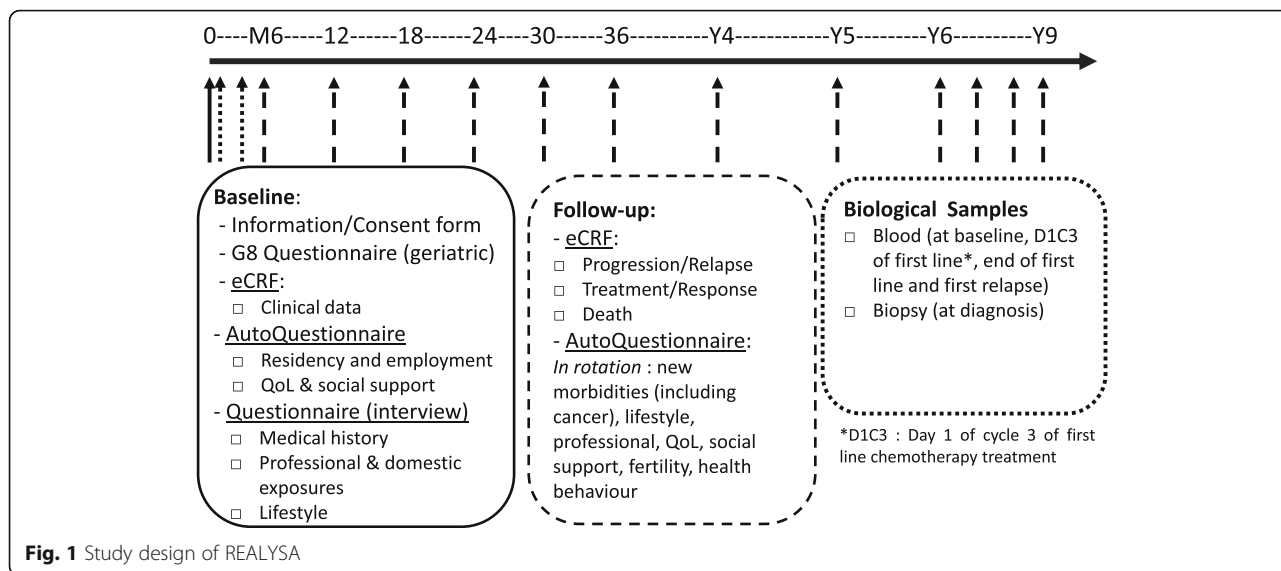 0----M6-----12------18------24-----30------36----------Y4------------Y5---------Y6----------Y9
Baseline:
- Information/Consent form
- G8 Questionnaire (geriatric)
- eCRF:
□ Clinical data
- AutoQuestionnaire
□ Residency and employment
□ QoL & social support
- Questionnaire (interview)
□ Medical history
□ Professional & domestic
exposures
□ Lifestyle
Follow-up:
- eCRF:
□ Progression/Relapse
□ Treatment/Response
□ Death
- AutoQuestionnaire:
In rotation : new
morbidities (including
cancer), lifestyle,
professional, QoL, social
support, fertility, health
behaviour
Biological Samples
□ Blood (at baseline, D1C3
of first line*, end of first
line and first relapse)
□ Biopsy (at diagnosis)
*D1C3 : Day 1 of cycle 3 of first
line chemotherapy treatment
Fig. 1 Study design of REALYSA